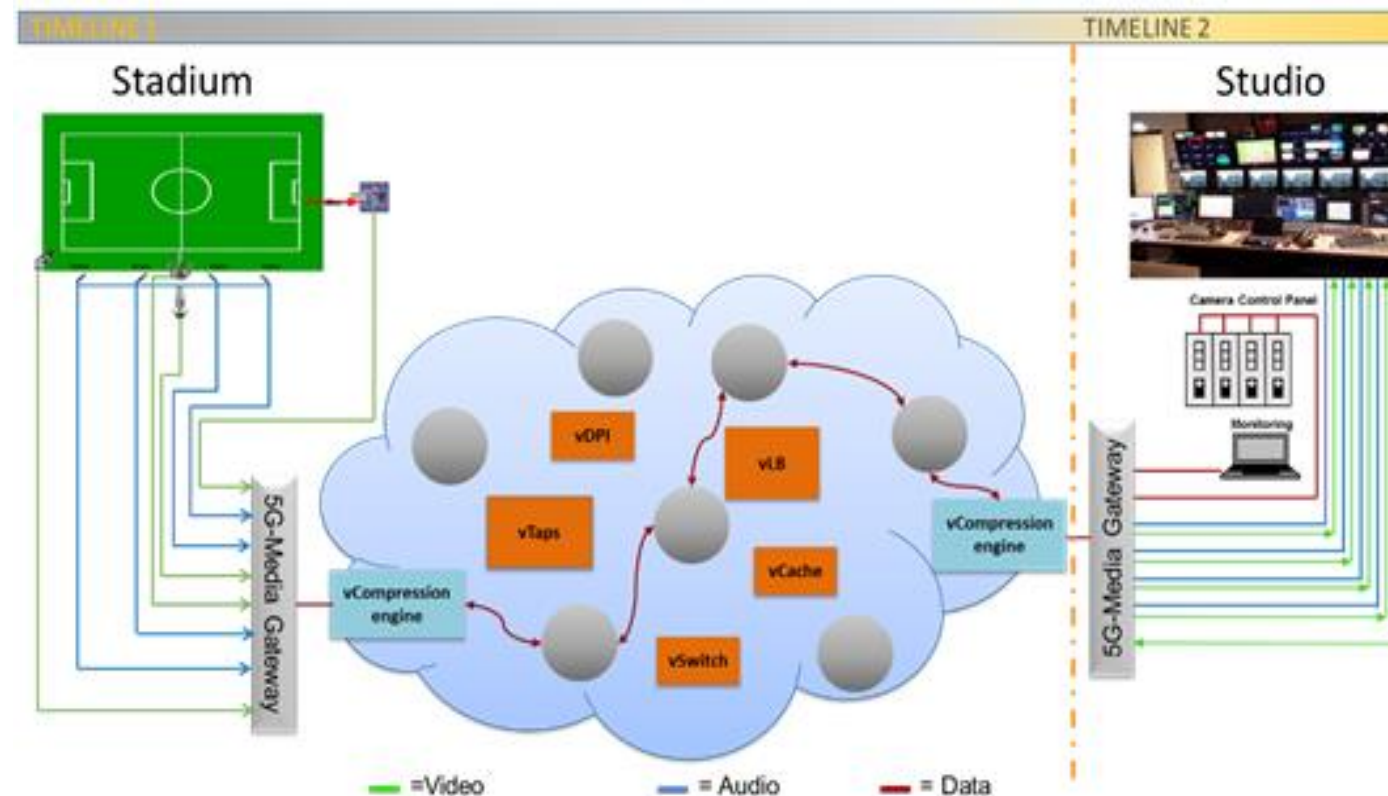 TIMELINE 1
TIMELINE 2
Stadium
Studio
Camera Control Panel
Monitoring
vDPI
vLB
vTaps
vCompression
engine
vCache
vCompression
engine
vSwitch
5G-Media Gateway
5G-Media Gateway
=Video
= Audio
= Data